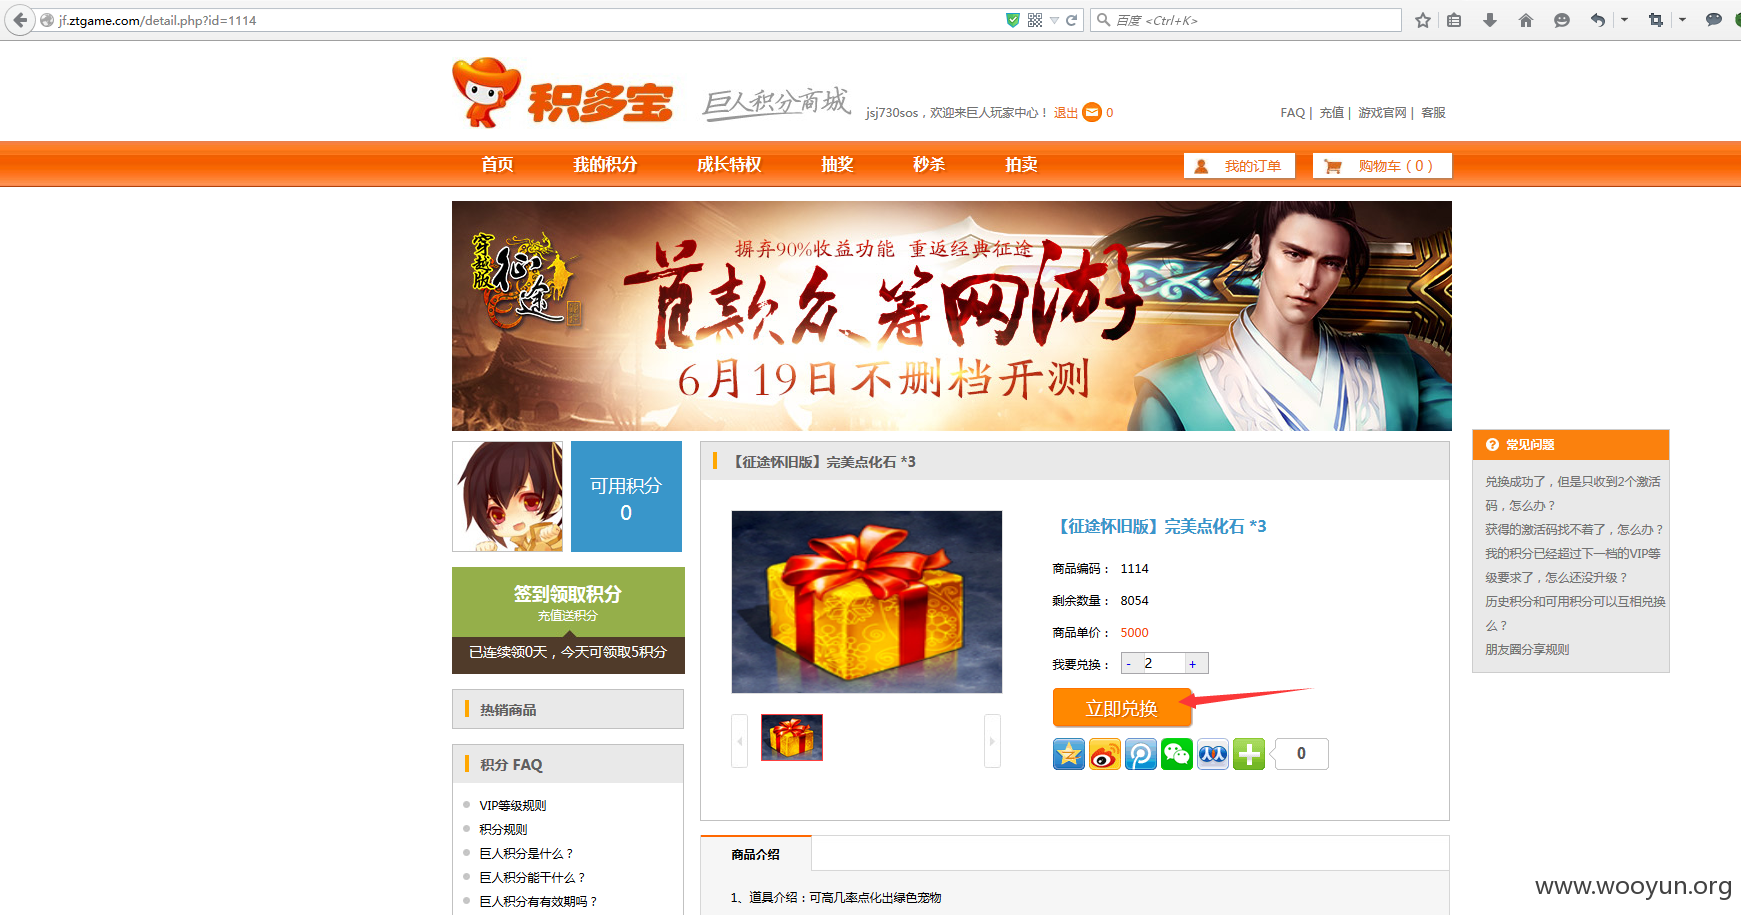 jf.ztgame.com/detail.php?id=1114
百度 <Ctrl+K>
积多宝
巨人积分商城
jsj730sos，欢迎来巨人玩家中心！ 退出 0
FAQ | 充值 | 游戏官网 | 客服
首页 我的积分 成长特权 抽奖 秒杀 拍卖
我的订单
购物车 ( 0 )
穿越版
征途
摒弃90%收益功能 重返经典征途
首款众筹网游
6月19日不删档开测
可用积分
0
签到领取积分
充值送积分
已连续领0天，今天可领取5积分
热销商品
积分 FAQ
VIP等级规则
积分规则
巨人积分是什么？
巨人积分能干什么？
巨人积分有有效期吗？
【征途怀旧版】完美点化石 *3
【征途怀旧版】完美点化石 *3
商品编码： 1114
剩余数量： 8054
商品单价： 5000
我要兑换： - 2 +
立即兑换
0
商品介绍
1、道具介绍：可高几率点化出绿色宠物
常见问题
兑换成功了，但是只收到2个激活
码，怎么办？
获得的激活码找不着了，怎么办？
我的积分已经超过下一档的VIP等
级要求了，怎么还没升级？
历史积分和可用积分可以互相兑换
么？
朋友圈分享规则
www.wooyun.org